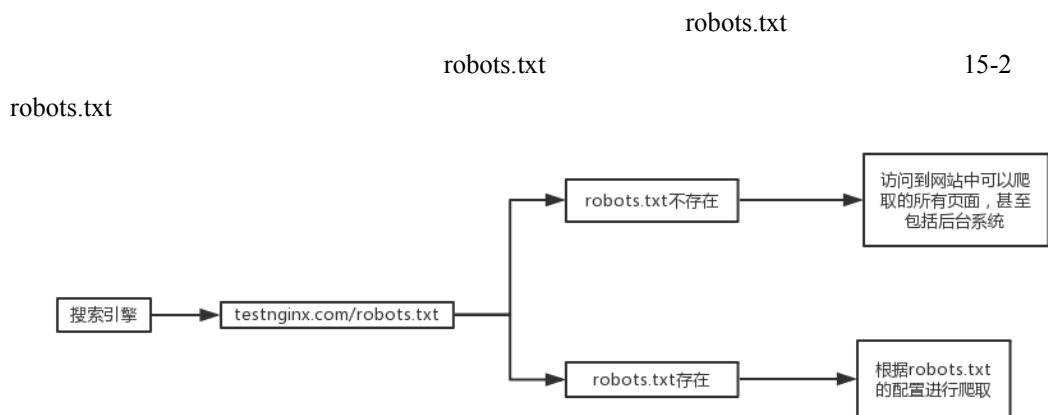 robots.txt
robots.txt 15-2
robots.txt
访问到网站中可以爬
取的所有页面，甚至
包括后台系统
robots.txt不存在
搜索引擎
testnginx.com/robots.txt
robots.txt存在
根据robots.txt
的配置进行爬取